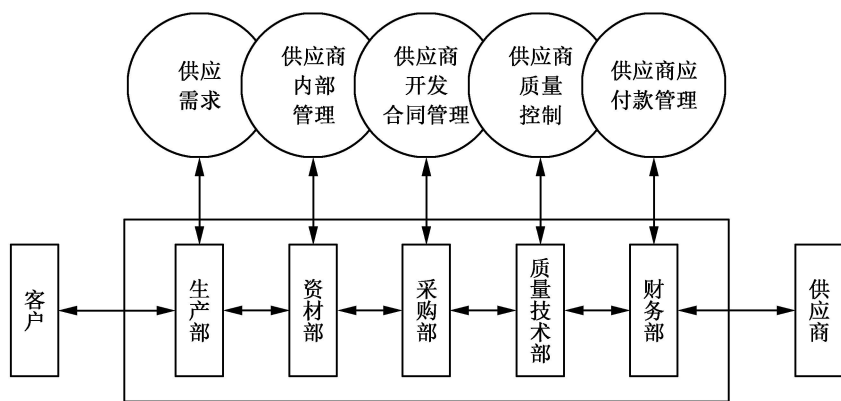 供应
需求
供应商
内部
管理
供应商
开发
合同管理
供应商
质量
控制
供应商应
付款管理
客户
生产部
资材部
采购部
质量技术部
财务部
供应商